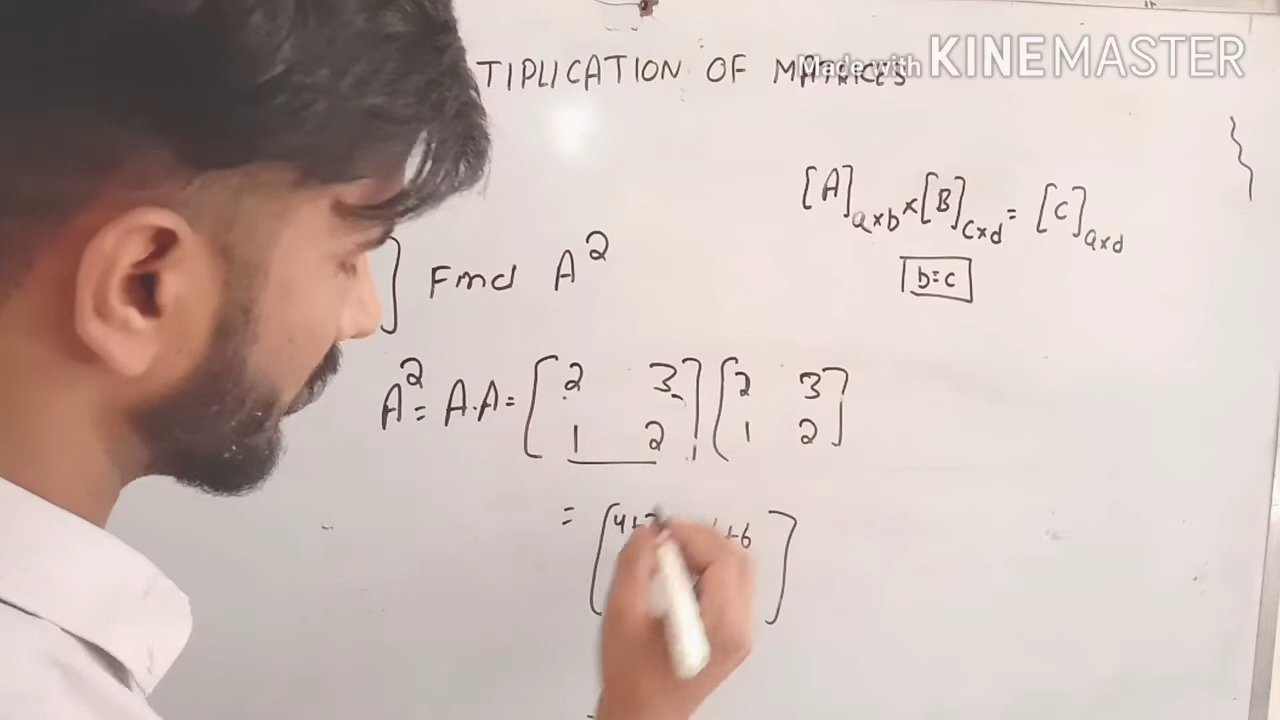 TIPLICATION OF MATRICES
Made with KINEMASTER
[A]a×b × [B]c×d = [C]a×d
b=c
] Find A²
A² = A.A = [2 3] [2 3]
[1 2] [1 2]
= [4+3 +6]